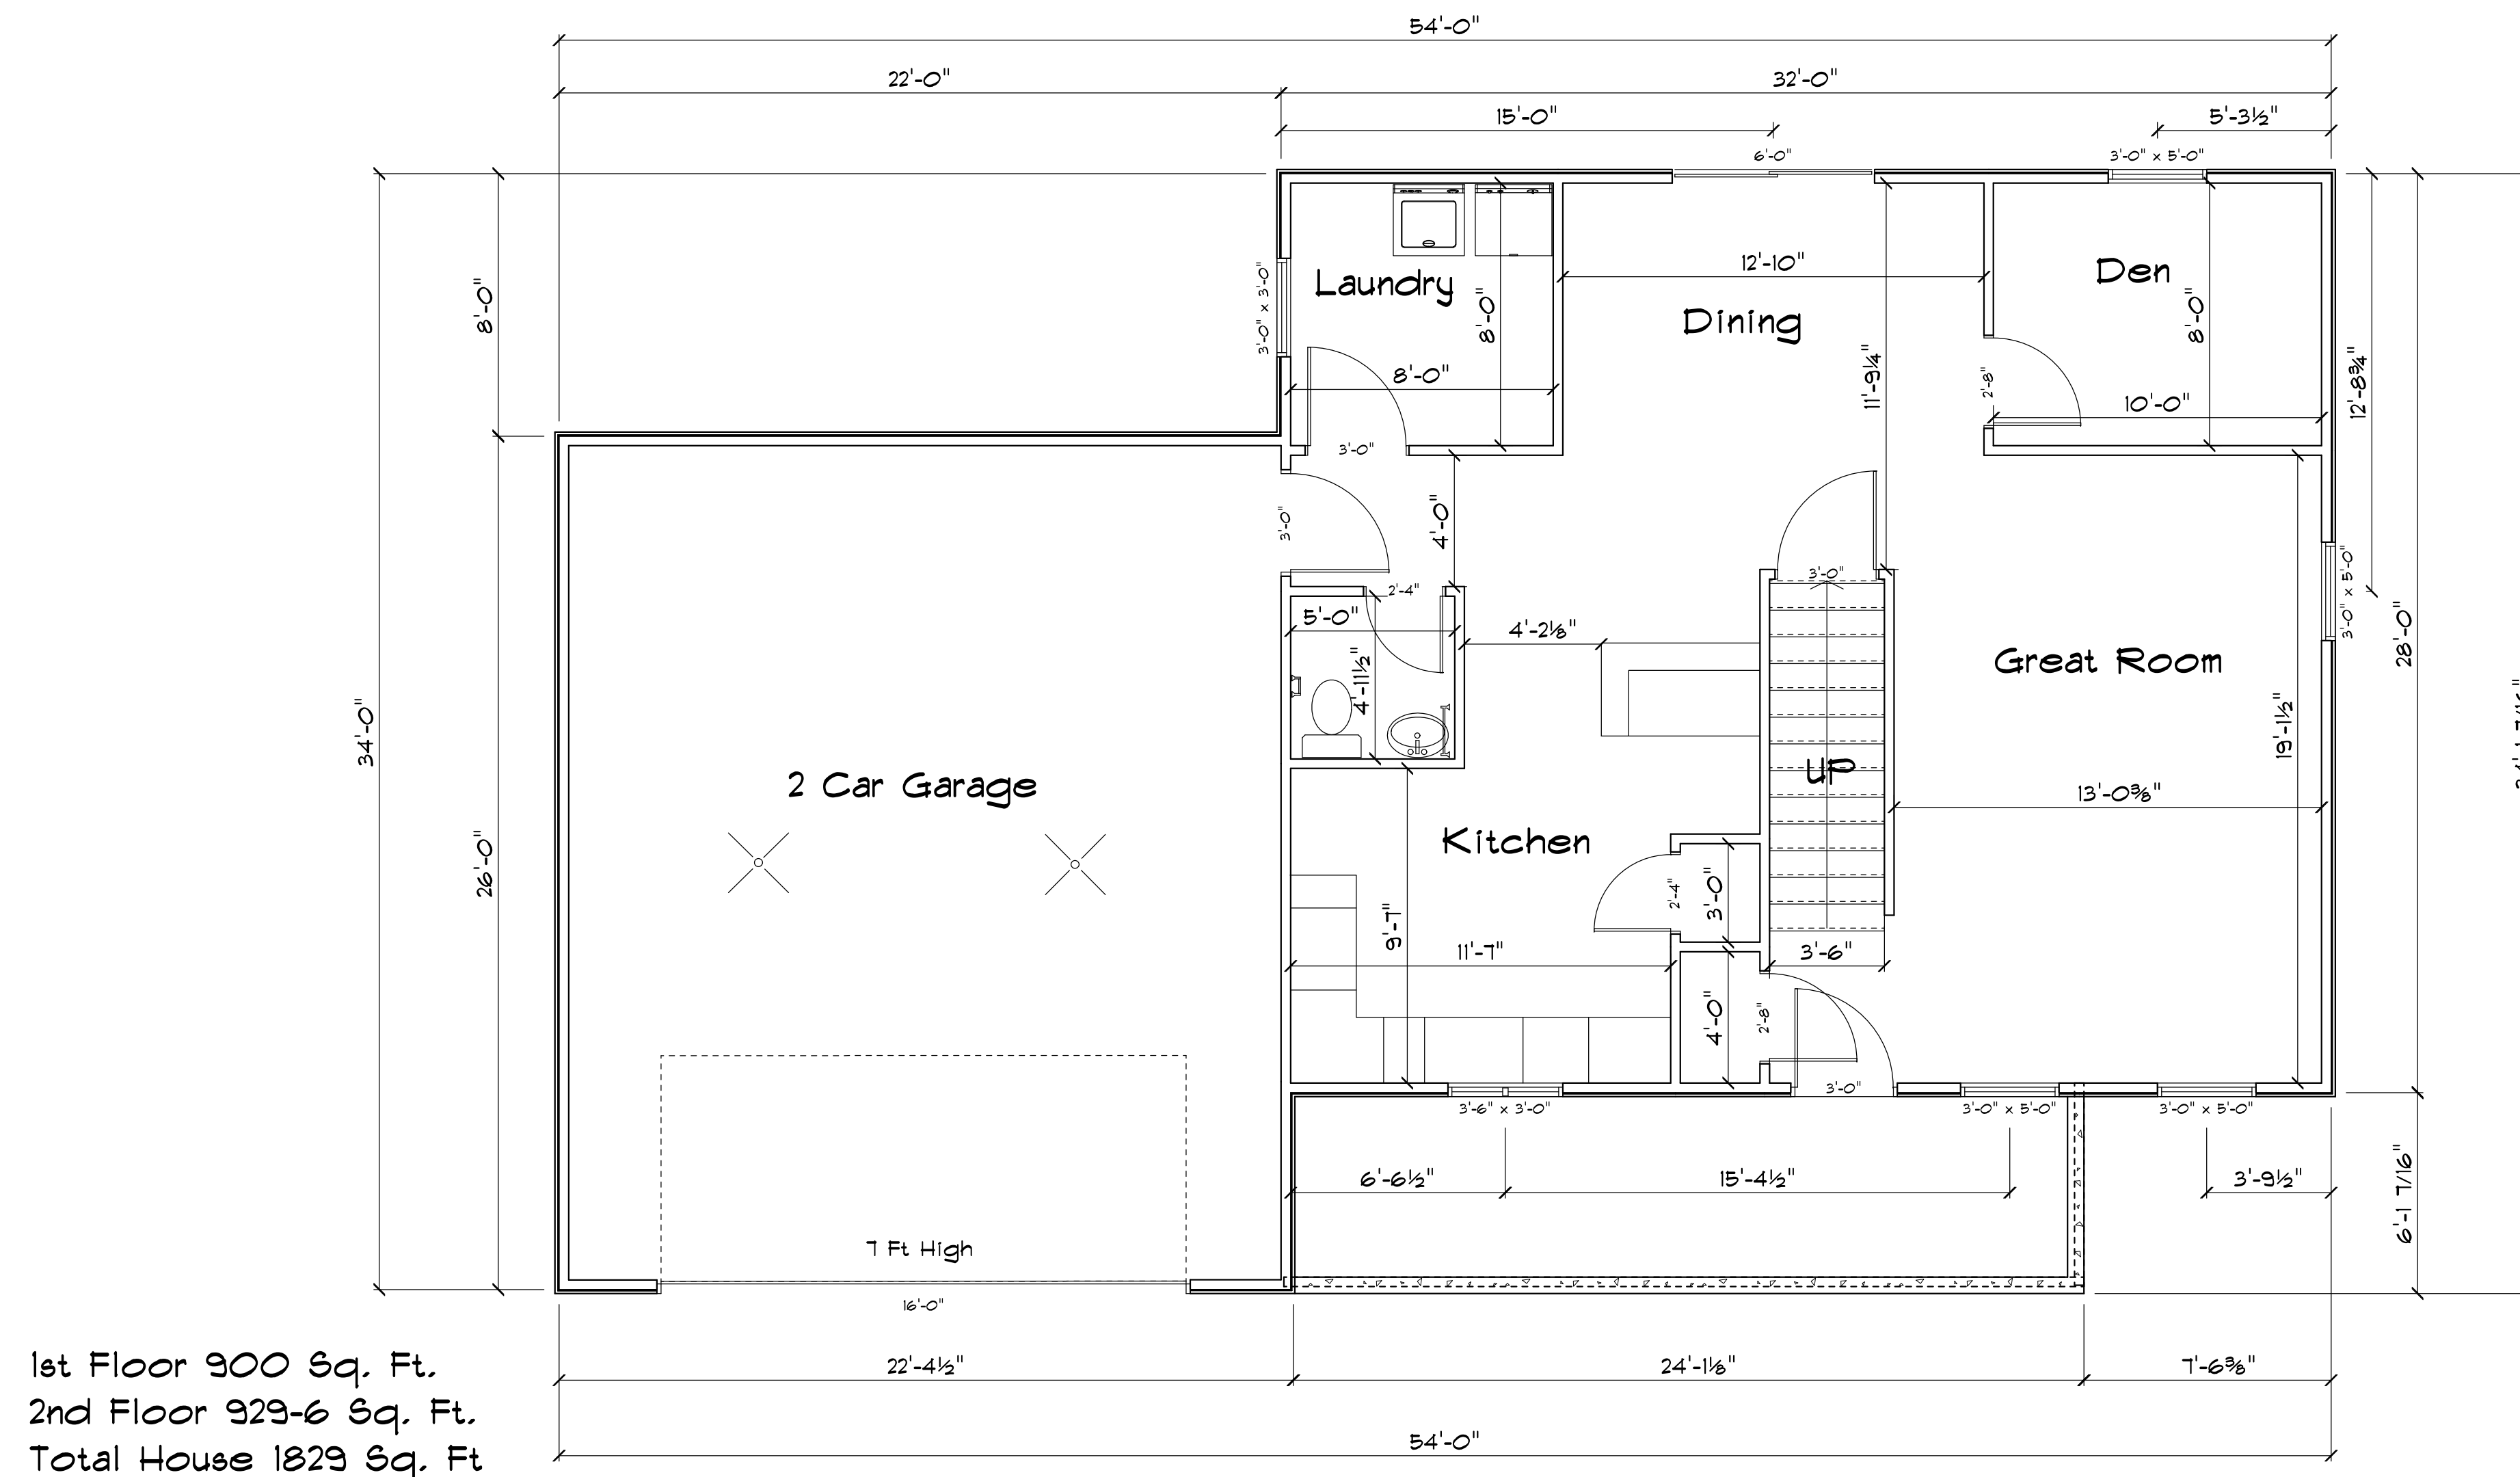 54'-0"
22'-0"
32'-0"
15'-0"
5'-3½"
6'-0"
3'-0" x 5'-0"
8'-0"
3'-0" x 3'-0"
Laundry
8'-0"
8'-0"
12'-10"
Dining
11'-9¼"
Den
8'-0"
2'-8"
10'-0"
12'-8¾"
3'-0"
3'-0"
4'-0"
2'-4"
5'-0"
4'-11½"
4'-2⅛"
3'-0"
3'-0" x 5'-0"
28'-0"
Great Room
19'-1½"
34'-0"
2 Car Garage
UP
13'-0⅜"
26'-0"
Kitchen
9'-7"
2'-4"
3'-0"
11'-7"
3'-6"
4'-0"
2'-8"
3'-0"
3'-6" x 3'-0"
3'-0" x 5'-0"
3'-0" x 5'-0"
6'-6½"
15'-4½"
3'-9½"
6'-1 7/16"
7 Ft High
16'-0"
22'-4½"
24'-1⅛"
7'-6⅜"
54'-0"
1st Floor 900 Sq. Ft.
2nd Floor 929-6 Sq. Ft.
Total House 1829 Sq. Ft